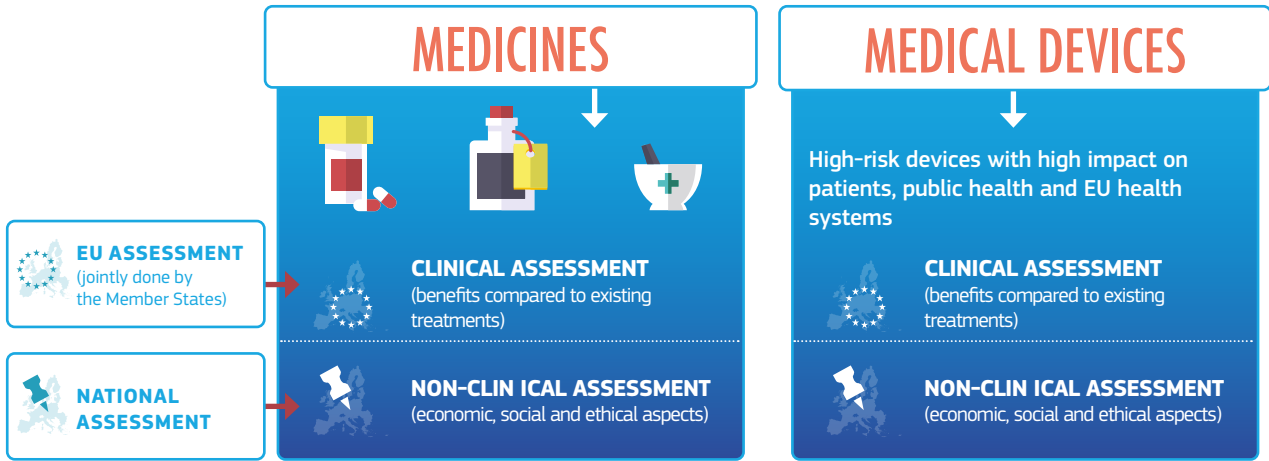 MEDICINES
MEDICAL DEVICES
High-risk devices with high impact on
patients, public health and EU health
systems
EU ASSESSMENT
(jointly done by
the Member States)
CLINICAL ASSESSMENT
(benefits compared to existing
treatments)
CLINICAL ASSESSMENT
(benefits compared to existing
treatments)
NATIONAL
ASSESSMENT
NON-CLIN ICAL ASSESSMENT
(economic, social and ethical aspects)
NON-CLIN ICAL ASSESSMENT
(economic, social and ethical aspects)